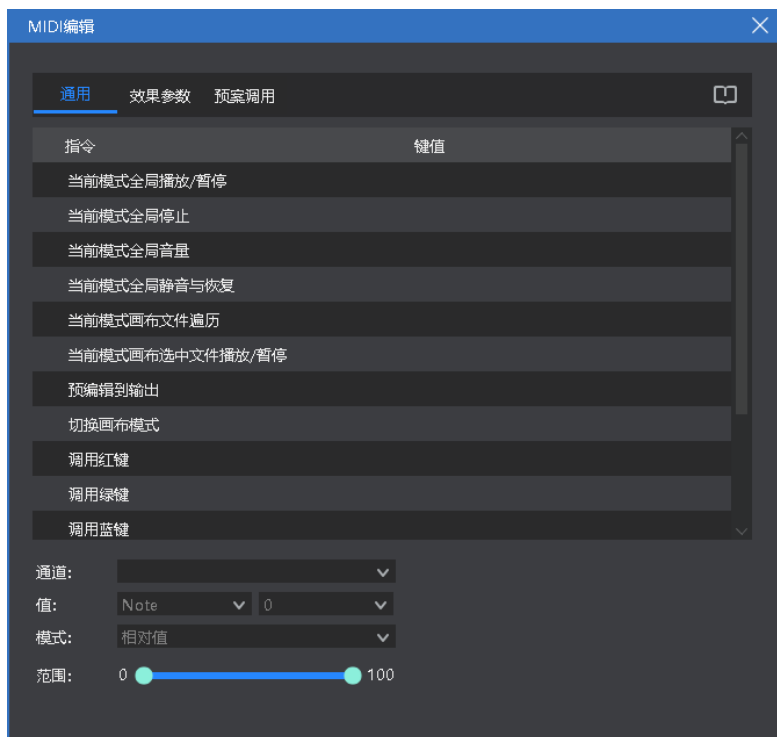 MIDI编辑
通用 效果参数 预案调用
指令 键值
当前模式全局播放/暂停
当前模式全局停止
当前模式全局音量
当前模式全局静音与恢复
当前模式画布文件遍历
当前模式画布选中文件播放/暂停
预编辑到输出
切换画布模式
调用红键
调用绿键
调用蓝键
通道:
值: Note 0
模式: 相对值
范围: 0 100